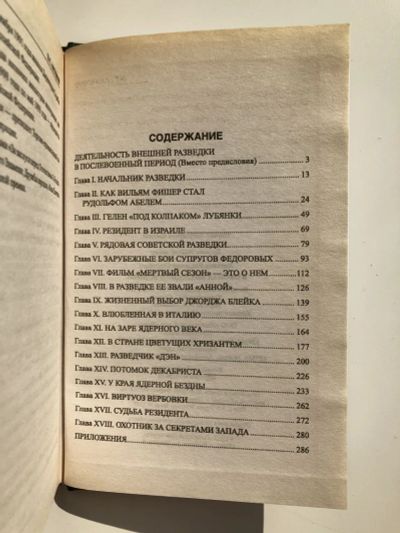 СОДЕРЖАНИЕ
ДЕЯТЕЛЬНОСТЬ ВНЕШНЕЙ РАЗВЕДКИ
В ПОСЛЕВОЕННЫЙ ПЕРИОД (Вместо предисловия) 3
Глава I. НАЧАЛЬНИК РАЗВЕДКИ 13
Глава II. КАК ВИЛЬЯМ ФИШЕР СТАЛ
РУДОЛЬФОМ АБЕЛЕМ 24
Глава III. ГЕЛЕН «ПОД КОЛПАКОМ» ЛУБЯНКИ 49
Глава IV. РЕЗИДЕНТ В ИЗРАИЛЕ 69
Глава V. РЯДОВАЯ СОВЕТСКОЙ РАЗВЕДКИ 79
Глава VI. ЗАРУБЕЖНЫЕ БОИ СУПРУГОВ ФЕДОРОВЫХ 93
Глава VII. ФИЛЬМ «МЕРТВЫЙ СЕЗОН» — ЭТО О НЕМ 112
Глава VIII. В РАЗВЕДКЕ ЕЕ ЗВАЛИ «АННОЙ» 126
Глава IX. ЖИЗНЕННЫЙ ВЫБОР ДЖОРДЖА БЛЕЙКА 139
Глава X. ВЛЮБЛЕННАЯ В ИТАЛИЮ 155
Глава XI. НА ЗАРЕ ЯДЕРНОГО ВЕКА 164
Глава XII. В СТРАНЕ ЦВЕТУЩИХ ХРИЗАНТЕМ 177
Глава XIII. РАЗВЕДЧИК «ДЭН» 200
Глава XIV. ПОТОМОК ДЕКАБРИСТА 226
Глава XV. У КРАЯ ЯДЕРНОЙ БЕЗДНЫ 233
Глава XVI. ВИРТУОЗ ВЕРБОВКИ 262
Глава XVII. СУДЬБА РЕЗИДЕНТА 272
Глава XVIII. ОХОТНИК ЗА СЕКРЕТАМИ ЗАПАДА 280
ПРИЛОЖЕНИЯ 286